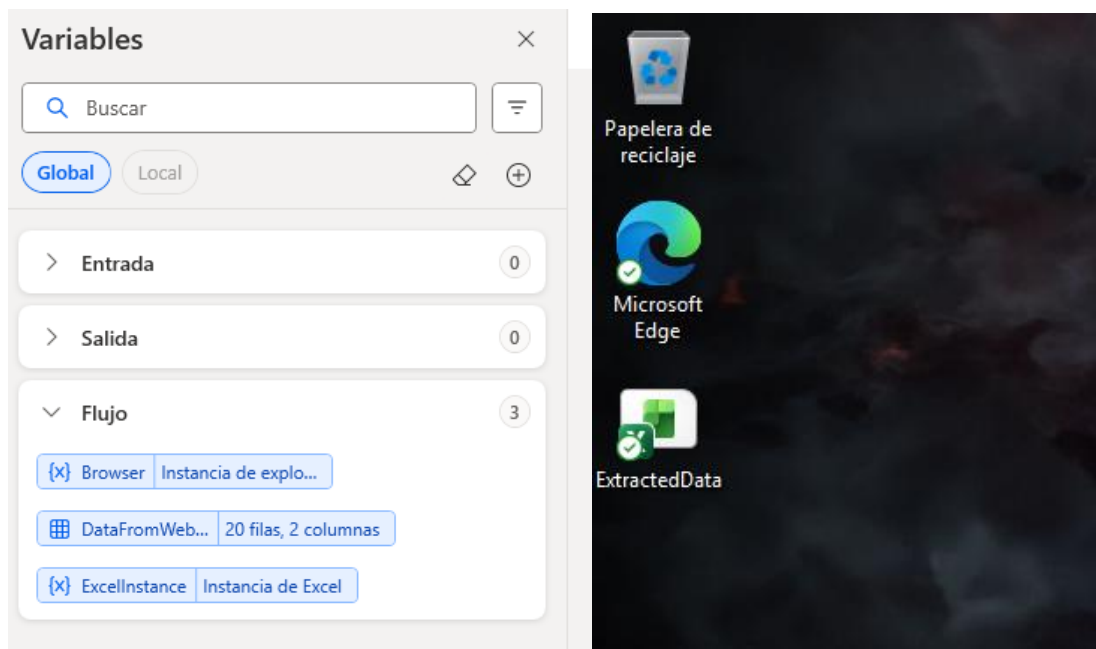 Variables
Buscar
Global
Local
Entrada
0
Salida
0
Flujo
3
{x} Browser Instancia de explo...
DataFromWeb... 20 filas, 2 columnas
{x} ExcelInstance Instancia de Excel
Papelera de
reciclaje
Microsoft
Edge
ExtractedData